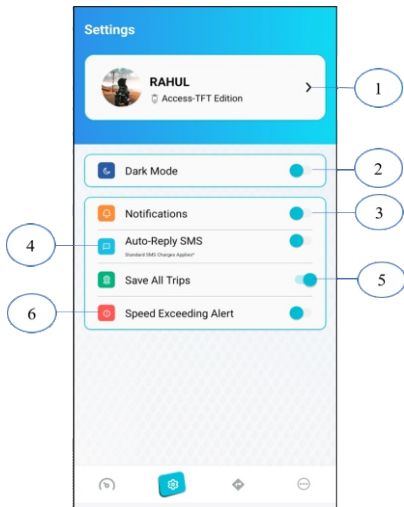 Settings
RAHUL
Access-TFT Edition
1
Dark Mode
2
Notifications
3
Auto-Reply SMS
Standard SMS Charges Applies*
4
Save All Trips
5
Speed Exceeding Alert
6